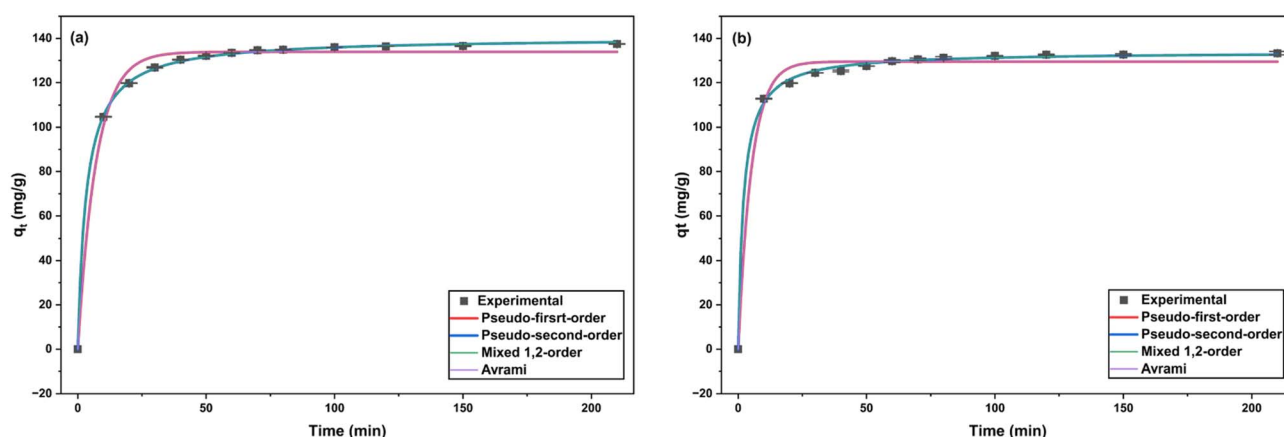 (a)
140
120
100
80
60
40
20
0
−20
qt (mg/g)
0
50
100
150
200
Time (min)
Experimental
Pseudo-firsrt-order
Pseudo-second-order
Mixed 1,2-order
Avrami
(b)
140
120
100
80
60
40
20
0
−20
qt (mg/g)
0
50
100
150
200
Time (min)
Experimental
Pseudo-first-order
Pseudo-second-order
Mixed 1,2-order
Avrami